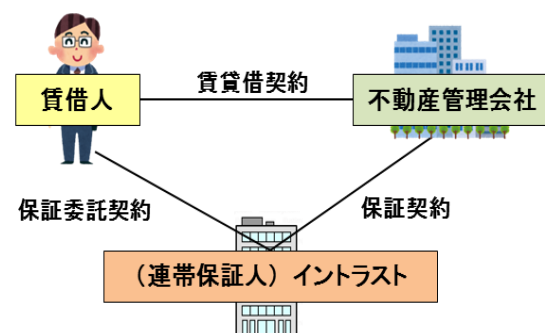 賃貸借契約
賃借人
不動産管理会社
保証委託契約
保証契約
（連帯保証人）イントラスト